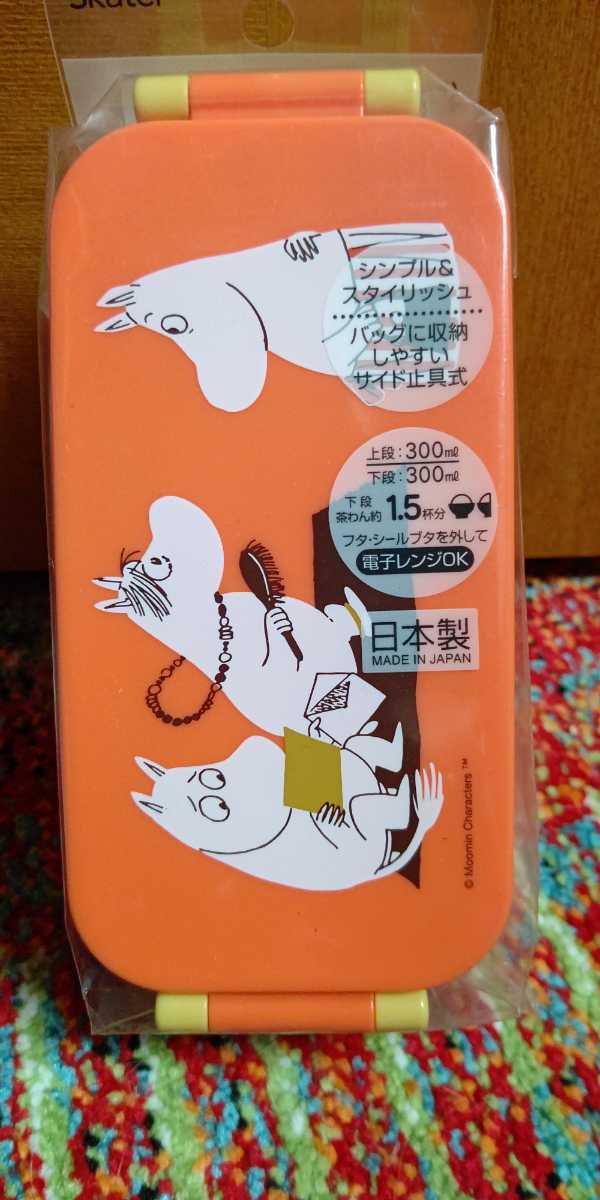 Skater
シンプル&
スタイリッシュ
バッグに収納
しやすい
サイド止具式
上段:300㎖
下段:300㎖
下段
茶わん約 1.5杯分
フタ・シールブタを外して
電子レンジOK
日本製
MADE IN JAPAN
© Moomin Characters™